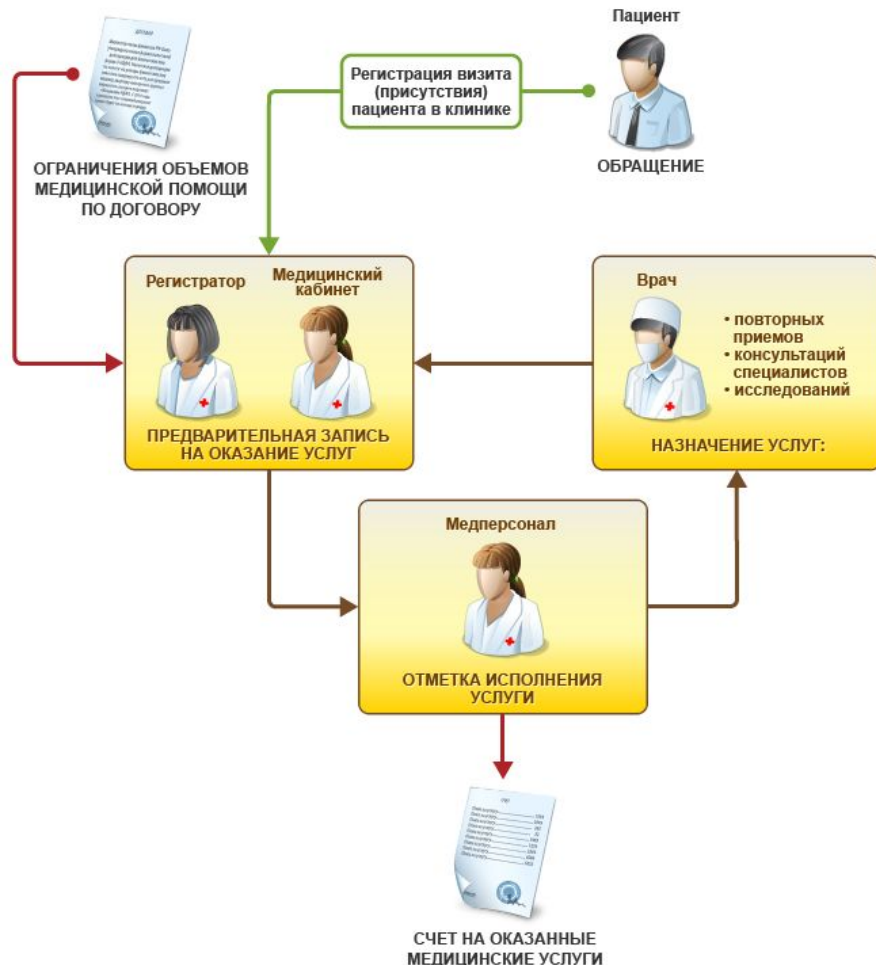 Пациент
Регистрация визита
(присутствия)
пациента в клинике
ОБРАЩЕНИЕ
ОГРАНИЧЕНИЯ ОБЪЕМОВ
МЕДИЦИНСКОЙ ПОМОЩИ
ПО ДОГОВОРУ
Регистратор
Медицинский
кабинет
ПРЕДВАРИТЕЛЬНАЯ ЗАПИСЬ
НА ОКАЗАНИЕ УСЛУГ
Врач
• повторных
приемов
• консультаций
специалистов
• исследований
НАЗНАЧЕНИЕ УСЛУГ:
Медперсонал
ОТМЕТКА ИСПОЛНЕНИЯ
УСЛУГИ
СЧЕТ НА ОКАЗАННЫЕ
МЕДИЦИНСКИЕ УСЛУГИ